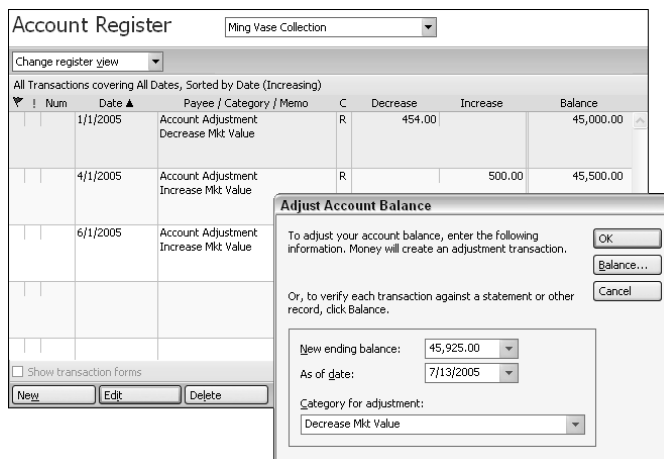 Account Register
Ming Vase Collection
Change register view
All Transactions covering All Dates, Sorted by Date (Increasing)
! Num Date Payee / Category / Memo C Decrease Increase Balance
1/1/2005 Account Adjustment R 454.00 45,000.00
Decrease Mkt Value
4/1/2005 Account Adjustment R 500.00 45,500.00
Increase Mkt Value
6/1/2005 Account Adjustment
Increase Mkt Value
Show transaction forms
New Edit Delete
Adjust Account Balance
To adjust your account balance, enter the following
information. Money will create an adjustment transaction.
OK
Balance...
Cancel
Or, to verify each transaction against a statement or other
record, click Balance.
New ending balance: 45,925.00
As of date: 7/13/2005
Category for adjustment:
Decrease Mkt Value